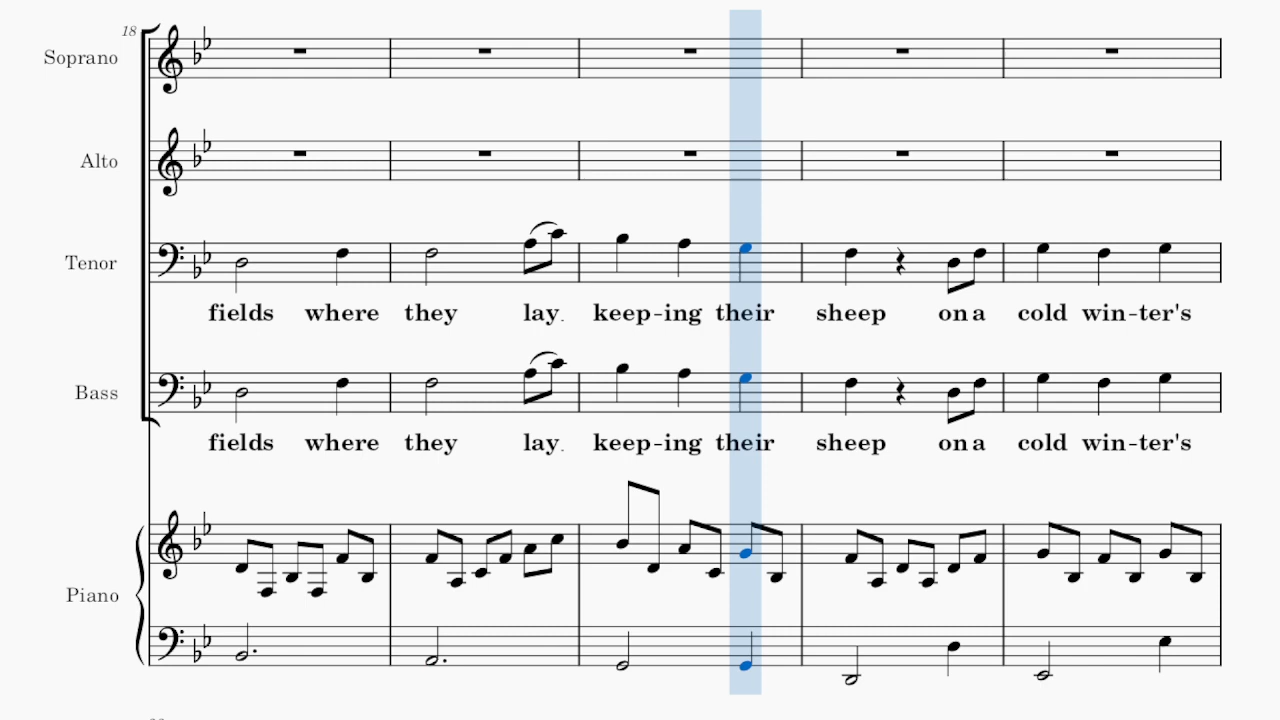 18
Soprano
Alto
Tenor
fields where they lay. keep-ing their sheep on a cold win-ter's
Bass
fields where they lay. keep-ing their sheep on a cold win-ter's
Piano